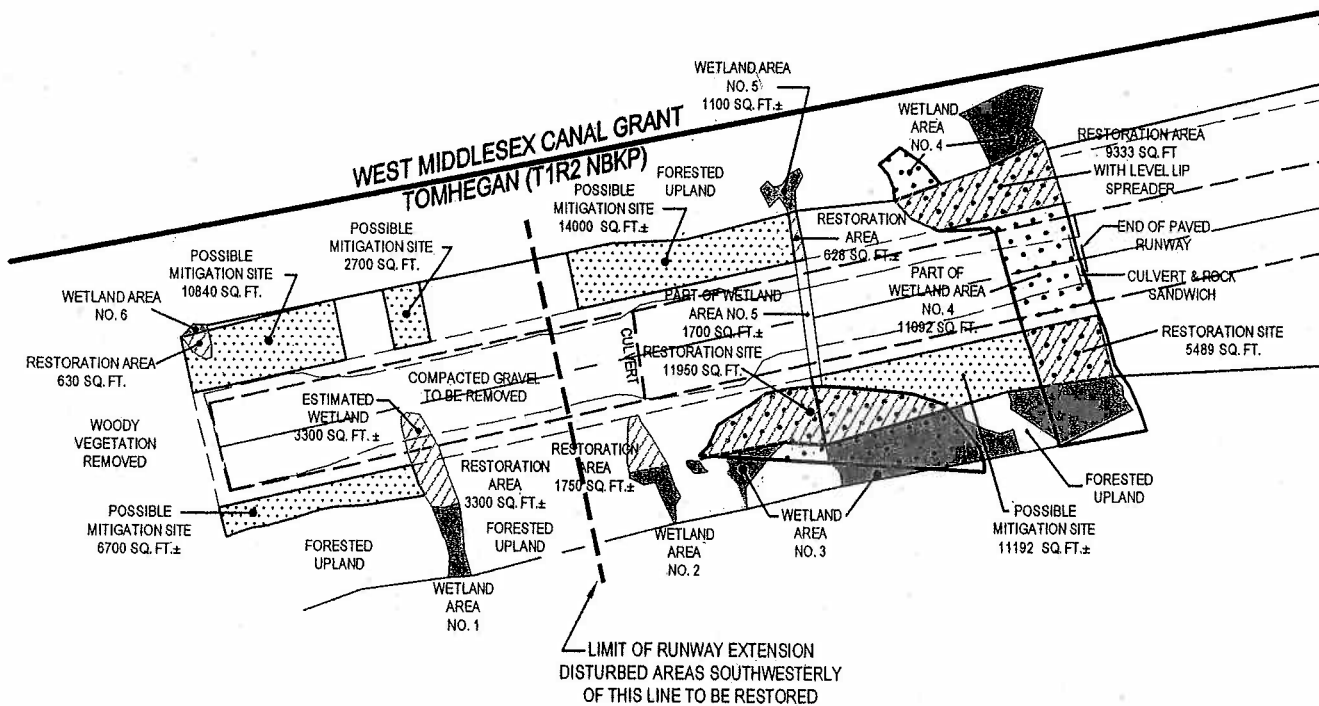 WETLAND AREA
NO. 5
1100 SQ. FT.±
WETLAND
AREA
NO. 4
RESTORATION AREA
9333 SQ. FT
WITH LEVEL LIP
SPREADER
WEST MIDDLESEX CANAL GRANT
TOMHEGAN (T1R2 NBKP)
POSSIBLE
MITIGATION SITE
14000 SQ. FT.±
FORESTED
UPLAND
POSSIBLE
MITIGATION SITE
2700 SQ. FT.
POSSIBLE
MITIGATION SITE
10840 SQ. FT.
RESTORATION
AREA
628 SQ. FT.±
END OF PAVED
RUNWAY
CULVERT & ROCK
SANDWICH
WETLAND AREA
NO. 6
RESTORATION AREA
630 SQ. FT.
PART OF WETLAND
AREA NO. 5
1700 SQ. FT.±
PART OF
WETLAND AREA
NO. 4
11092 SQ. FT.
RESTORATION SITE
5489 SQ. FT.
CULVERT
RESTORATION SITE
11950 SQ. FT.±
COMPACTED GRAVEL
TO BE REMOVED
ESTIMATED
WETLAND
3300 SQ. FT.±
WOODY
VEGETATION
REMOVED
RESTORATION
AREA
3300 SQ. FT.±
RESTORATION
AREA
1750 SQ. FT.±
FORESTED
UPLAND
POSSIBLE
MITIGATION SITE
6700 SQ. FT.±
FORESTED
UPLAND
FORESTED
UPLAND
WETLAND
AREA
NO. 1
WETLAND
AREA
NO. 2
WETLAND
AREA
NO. 3
POSSIBLE
MITIGATION SITE
11192 SQ. FT.±
LIMIT OF RUNWAY EXTENSION
DISTURBED AREAS SOUTHWESTERLY
OF THIS LINE TO BE RESTORED